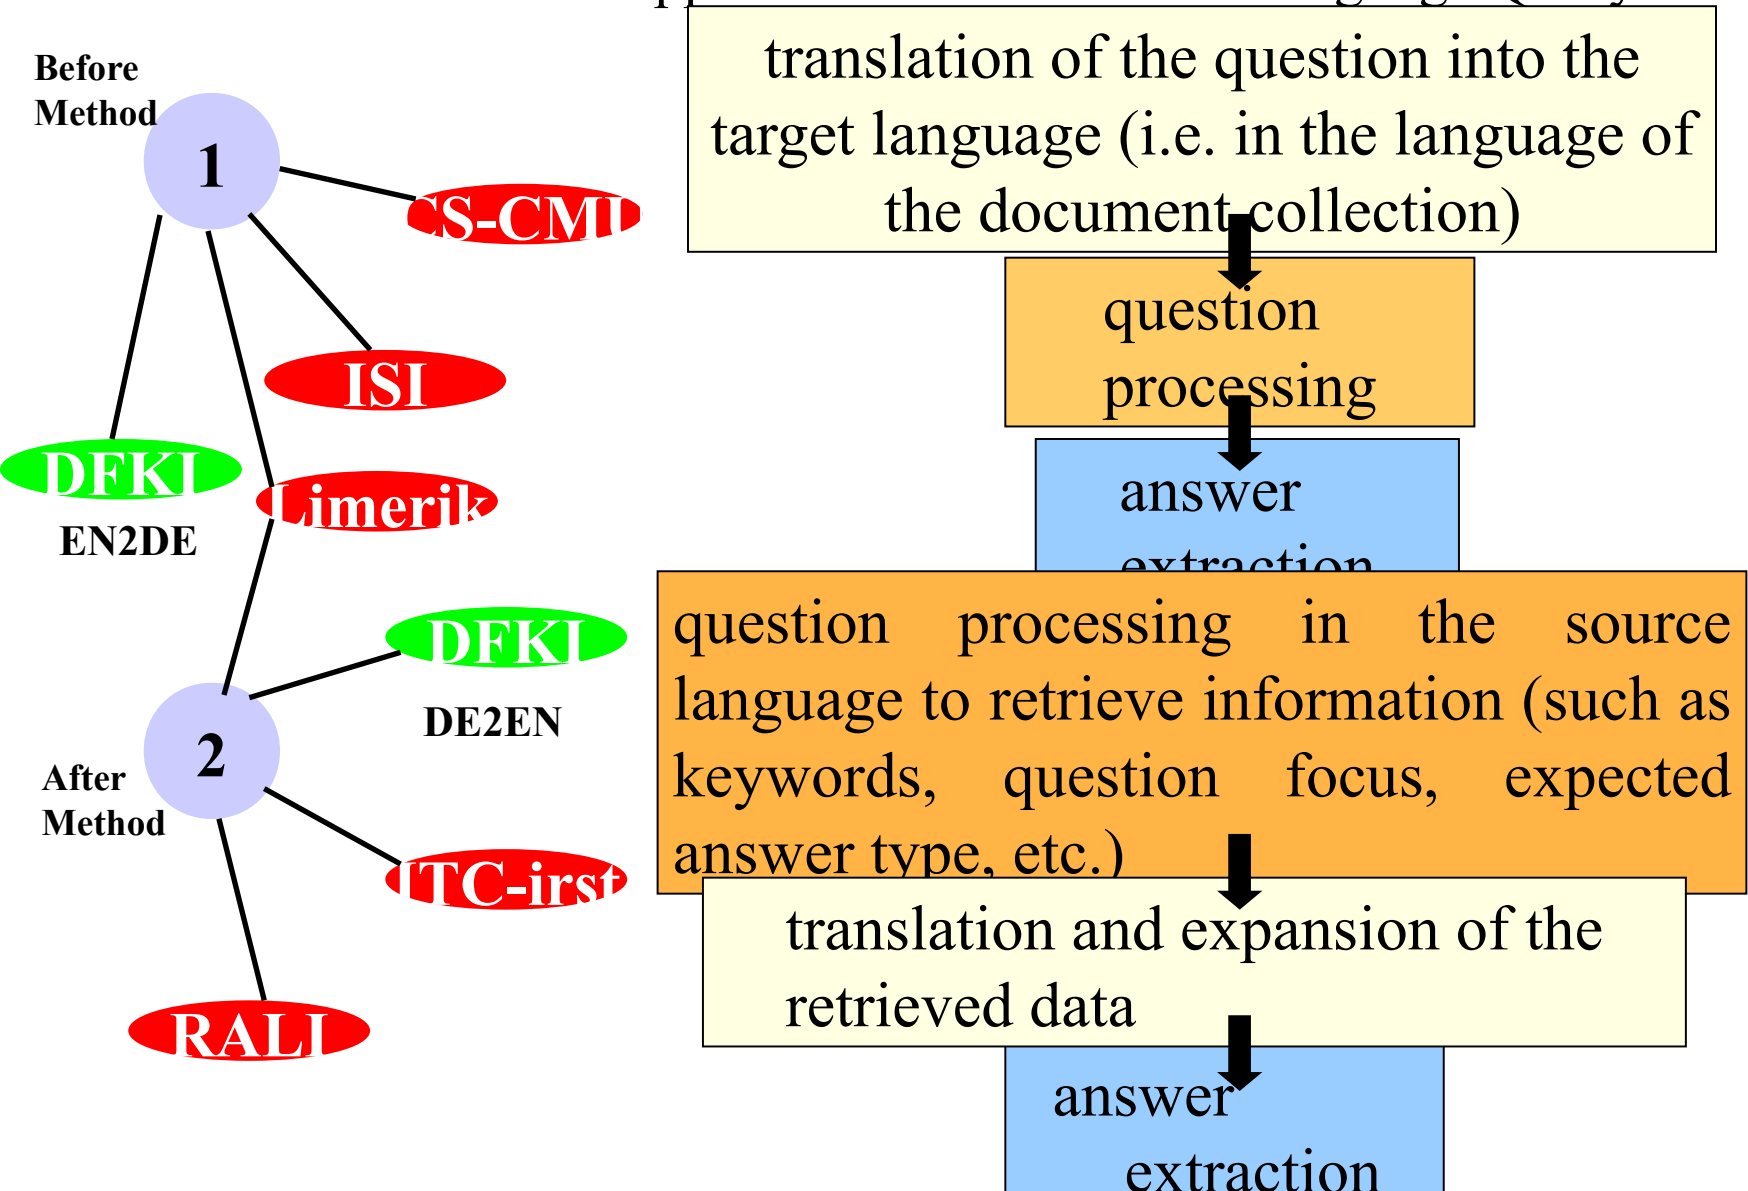 Before
Method
1
CS-CMU
ISI
DFKI
EN2DE
Limerik
DFKI
DE2EN
2
After
Method
ITC-irst
RALI
translation of the question into the
target language (i.e. in the language of
the document collection)
question
processing
answer
extraction
question processing in the source
language to retrieve information (such as
keywords, question focus, expected
answer type, etc.)
translation and expansion of the
retrieved data
answer
extraction